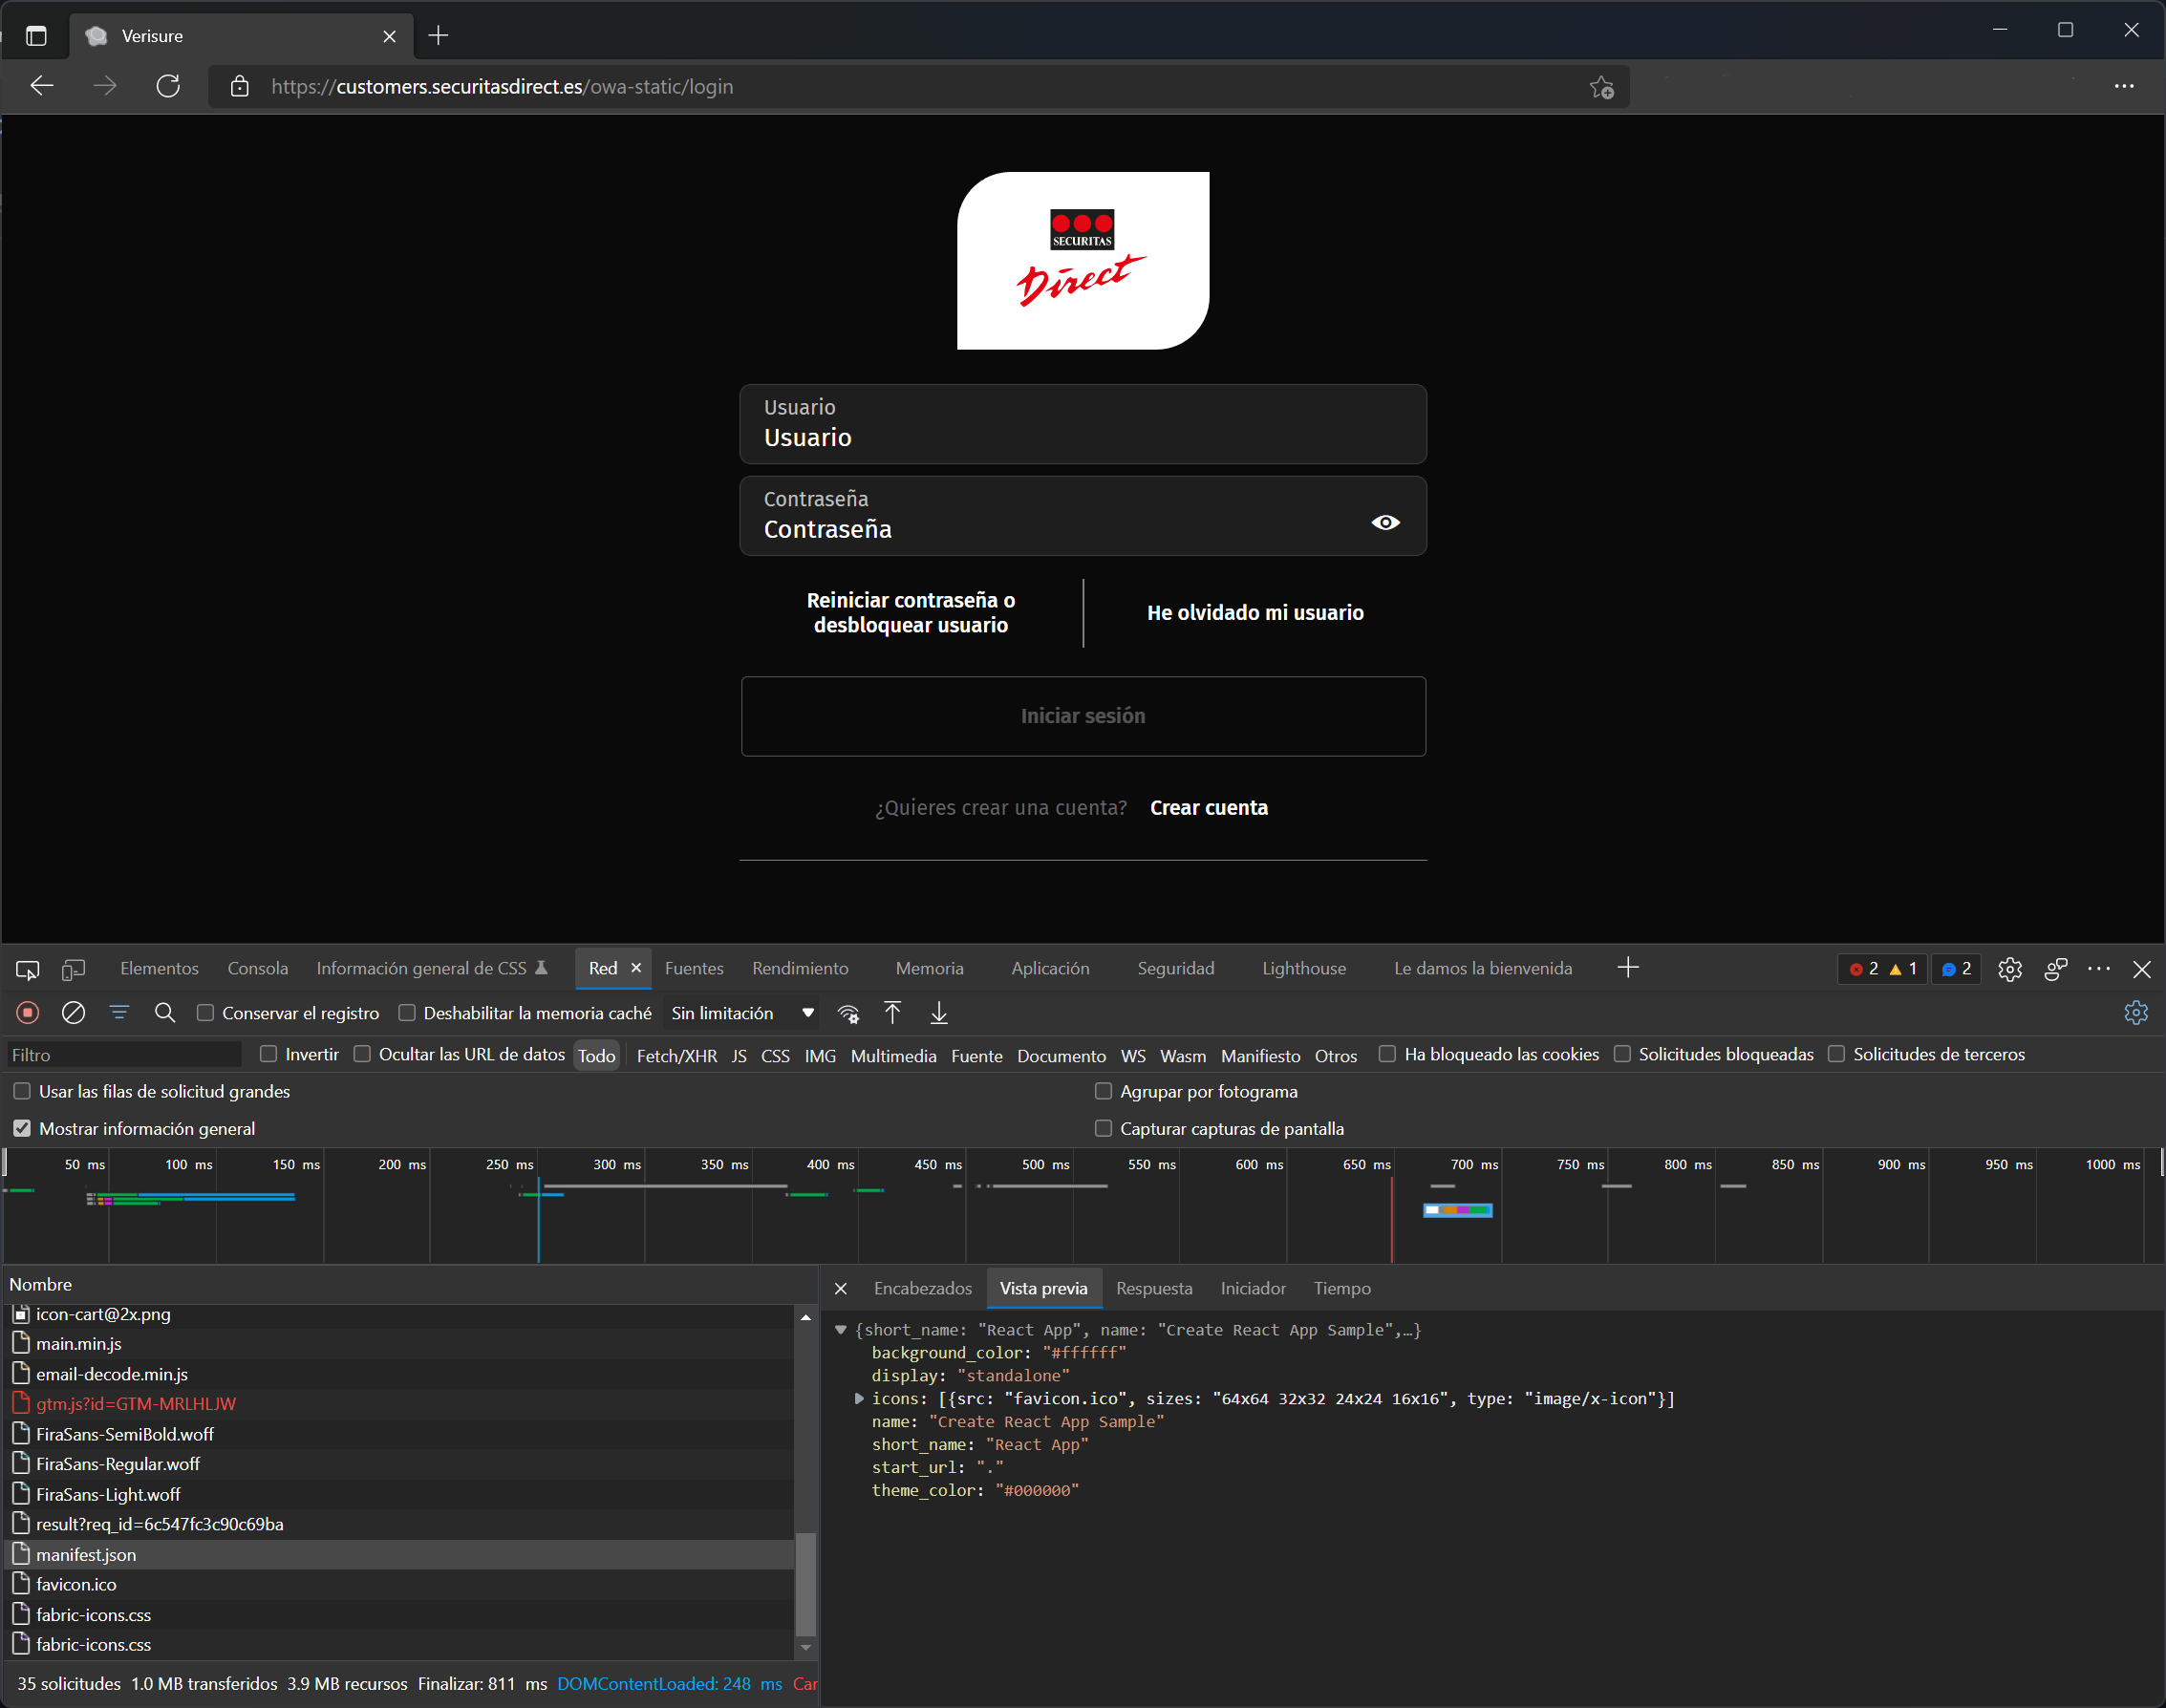 Verisure
https://customers.securitasdirect.es/owa-static/login
SECURITAS
Direct
Usuario
Usuario
Contraseña
Contraseña
Reiniciar contraseña o
desbloquear usuario
He olvidado mi usuario
Iniciar sesión
¿Quieres crear una cuenta? Crear cuenta
Elementos Consola Información general de CSS Red Fuentes Rendimiento Memoria Aplicación Seguridad Lighthouse Le damos la bienvenida 2 1 2
Conservar el registro Deshabilitar la memoria caché Sin limitación
Filtro Invertir Ocultar las URL de datos Todo Fetch/XHR JS CSS IMG Multimedia Fuente Documento WS Wasm Manifiesto Otros Ha bloqueado las cookies Solicitudes bloqueadas Solicitudes de terceros
Usar las filas de solicitud grandes Agrupar por fotograma
Mostrar información general Capturar capturas de pantalla
50 ms 100 ms 150 ms 200 ms 250 ms 300 ms 350 ms 400 ms 450 ms 500 ms 550 ms 600 ms 650 ms 700 ms 750 ms 800 ms 850 ms 900 ms 950 ms 1000 ms
Nombre
icon-cart@2x.png
main.min.js
email-decode.min.js
gtm.js?id=GTM-MRLHLJW
FiraSans-SemiBold.woff
FiraSans-Regular.woff
FiraSans-Light.woff
result?req_id=6c547fc3c90c69ba
manifest.json
favicon.ico
fabric-icons.css
fabric-icons.css
35 solicitudes 1.0 MB transferidos 3.9 MB recursos Finalizar: 811 ms DOMContentLoaded: 248 ms Car
Encabezados Vista previa Respuesta Iniciador Tiempo
{short_name: "React App", name: "Create React App Sample",…}
background_color: "#ffffff"
display: "standalone"
icons: [{src: "favicon.ico", sizes: "64x64 32x32 24x24 16x16", type: "image/x-icon"}]
name: "Create React App Sample"
short_name: "React App"
start_url: "."
theme_color: "#000000"